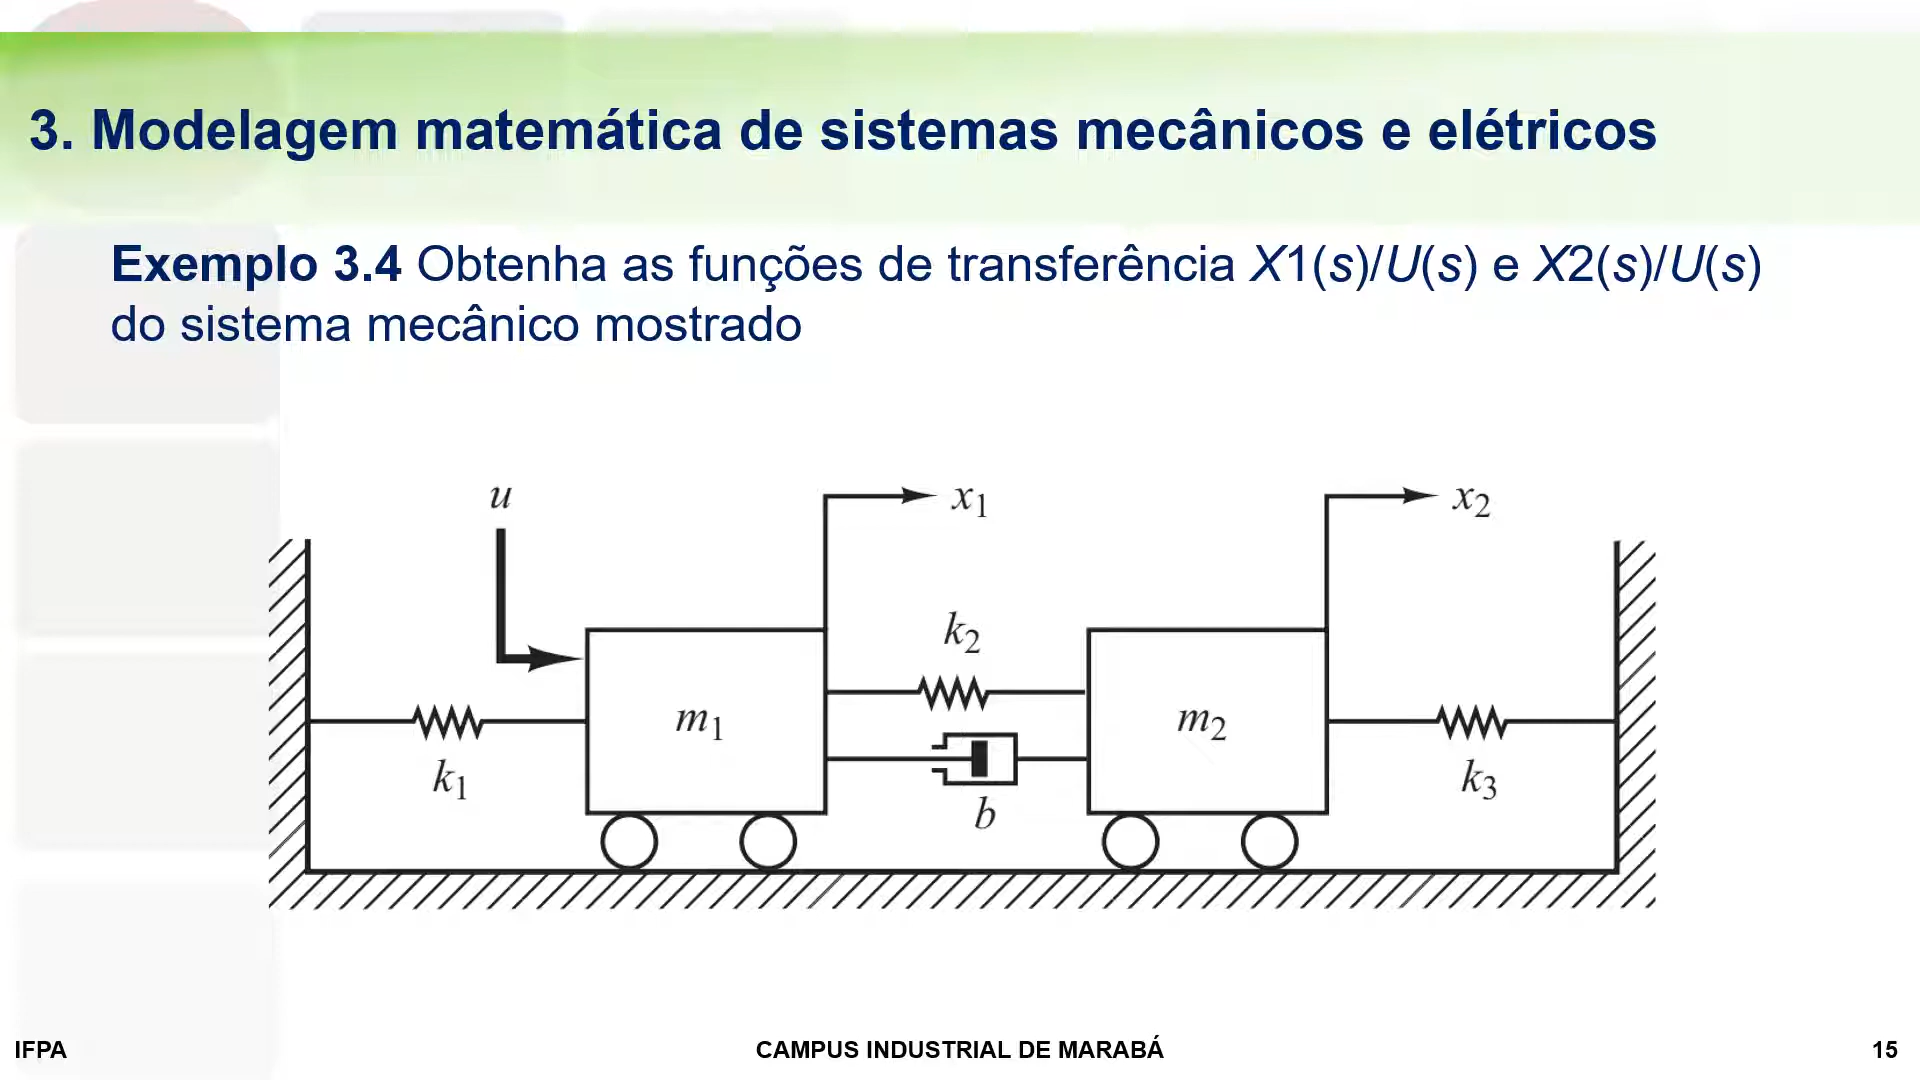 3. Modelagem matemática de sistemas mecânicos e elétricos
Exemplo 3.4 Obtenha as funções de transferência X1(s)/U(s) e X2(s)/U(s)
do sistema mecânico mostrado
u
x1
x2
k2
m1
m2
k1
b
k3
IFPA
CAMPUS INDUSTRIAL DE MARABÁ
15